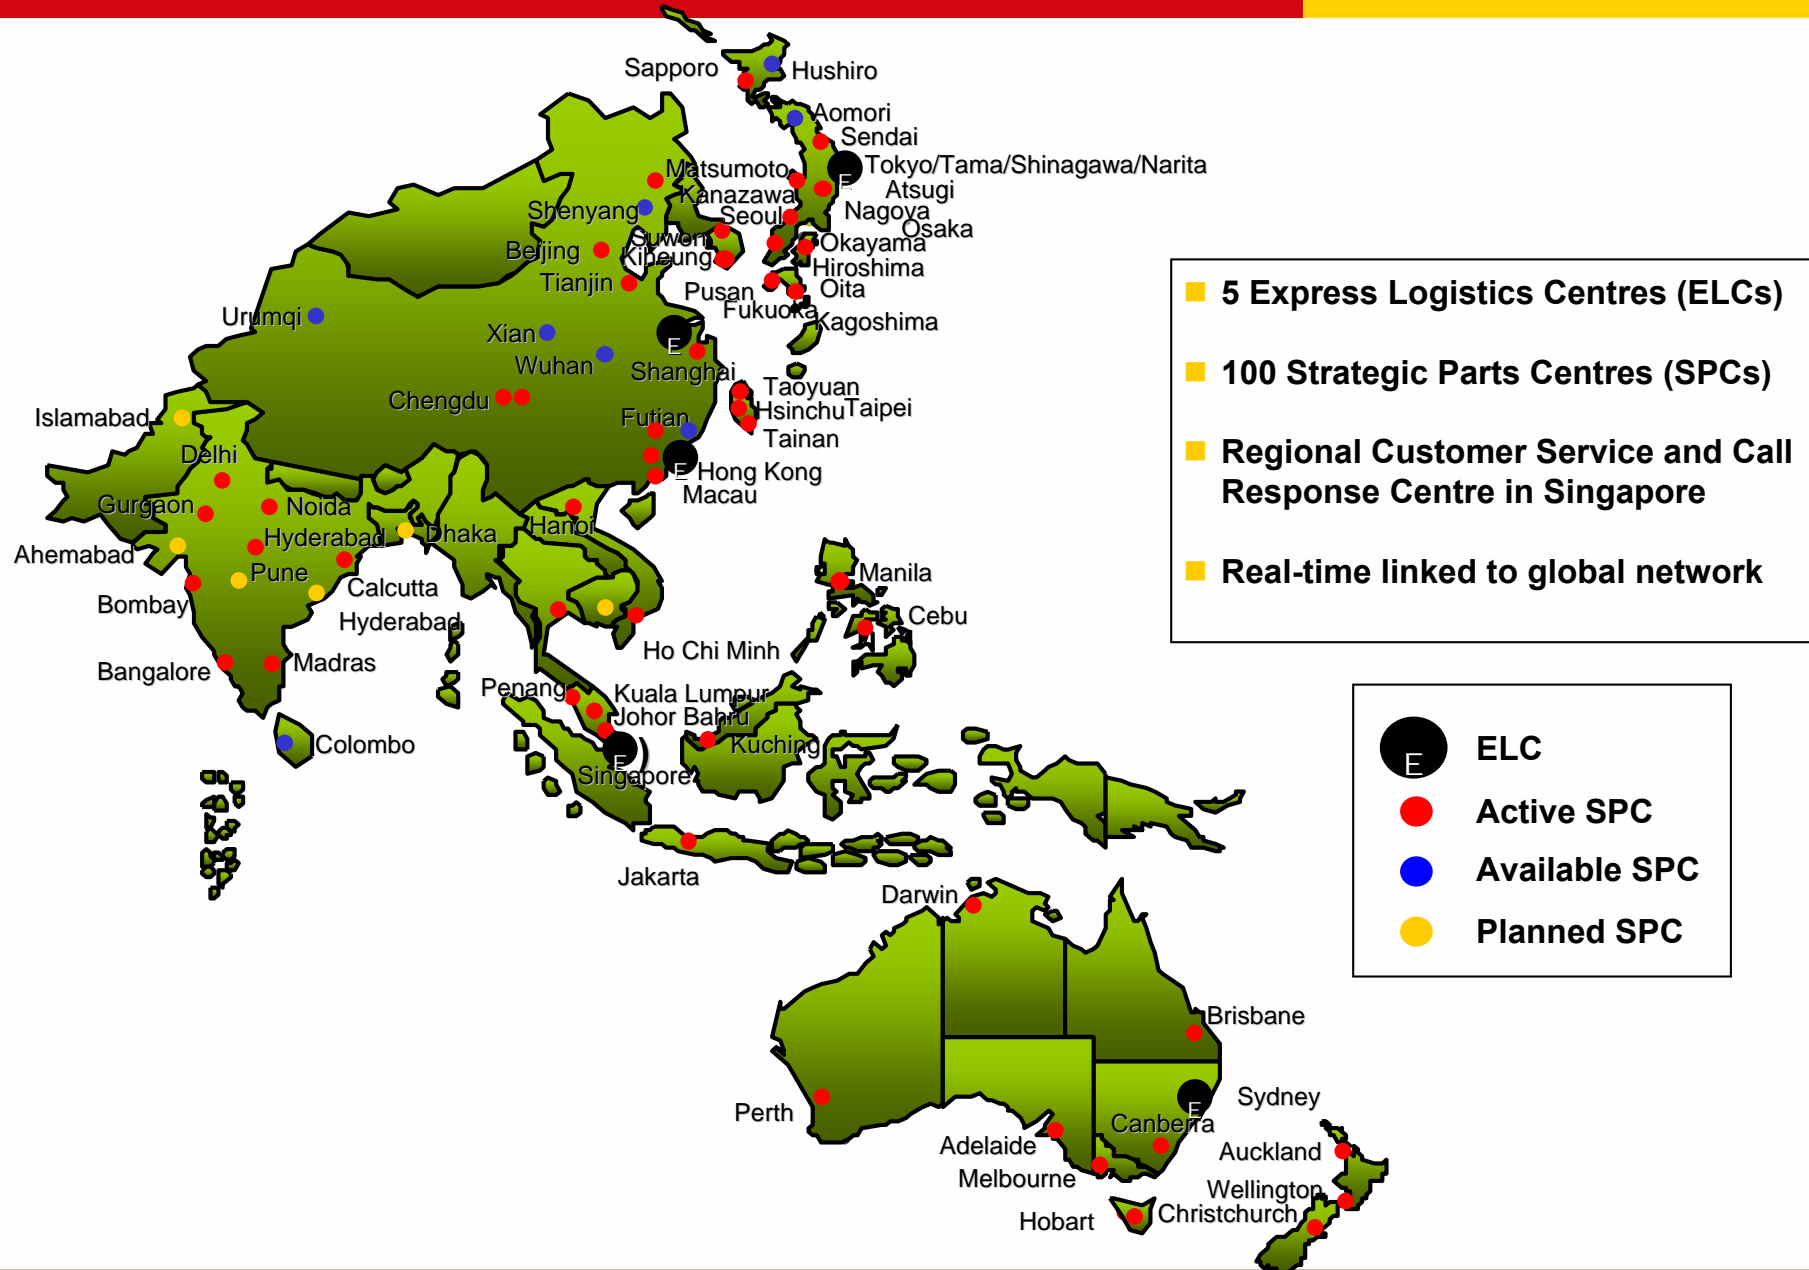 Sapporo
Hushiro
Aomori
Sendai
Tokyo/Tama/Shinagawa/Narita
Matsumoto
Atsugi
Kanazawa
Nagoya
Shenyang
Seoul
Osaka
Suwon
Okayama
Beijing
Kiheung
Hiroshima
Tianjin
Pusan
Oita
Fukuoka
Kagoshima
Urumqi
Xian
E
Wuhan
Shanghai
Taoyuan
Chengdu
HsinchuTaipei
Islamabad
Futian
Tainan
Delhi
E
Hong Kong
Macau
Gurgaon
Noida
Hanoi
Dhaka
Hyderabad
Ahemabad
Pune
Calcutta
Bombay
Hyderabad
Manila
Cebu
Ho Chi Minh
Bangalore
Madras
Penang
Kuala Lumpur
Johor Bahru
Colombo
Kuching
E
)
Singapore
Jakarta
Darwin
Brisbane
Perth
E
Sydney
Canberra
Adelaide
Auckland
Melbourne
Wellington
Hobart
Christchurch
5 Express Logistics Centres (ELCs)
100 Strategic Parts Centres (SPCs)
Regional Customer Service and Call
Response Centre in Singapore
Real-time linked to global network
E
ELC
Active SPC
Available SPC
Planned SPC